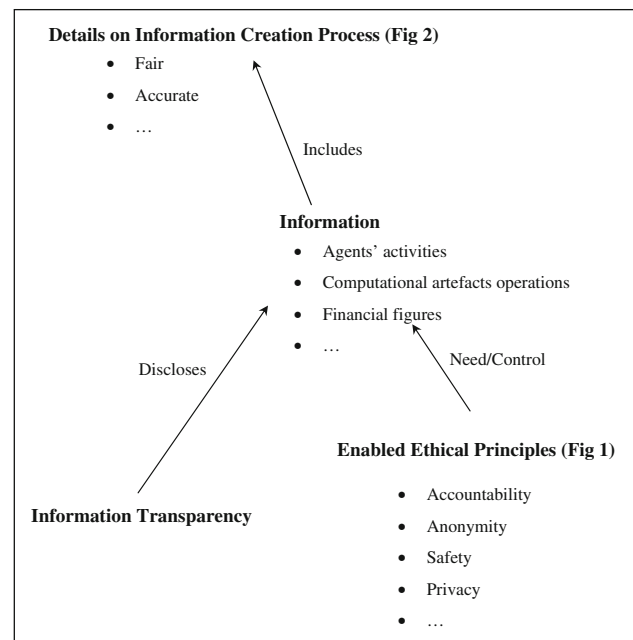 Details on Information Creation Process (Fig 2)
• Fair
• Accurate
• …
Includes
Information
• Agents’ activities
• Computational artefacts operations
• Financial figures
• …
Discloses
Need/Control
Enabled Ethical Principles (Fig 1)
• Accountability
Information Transparency
• Anonymity
• Safety
• Privacy
• …